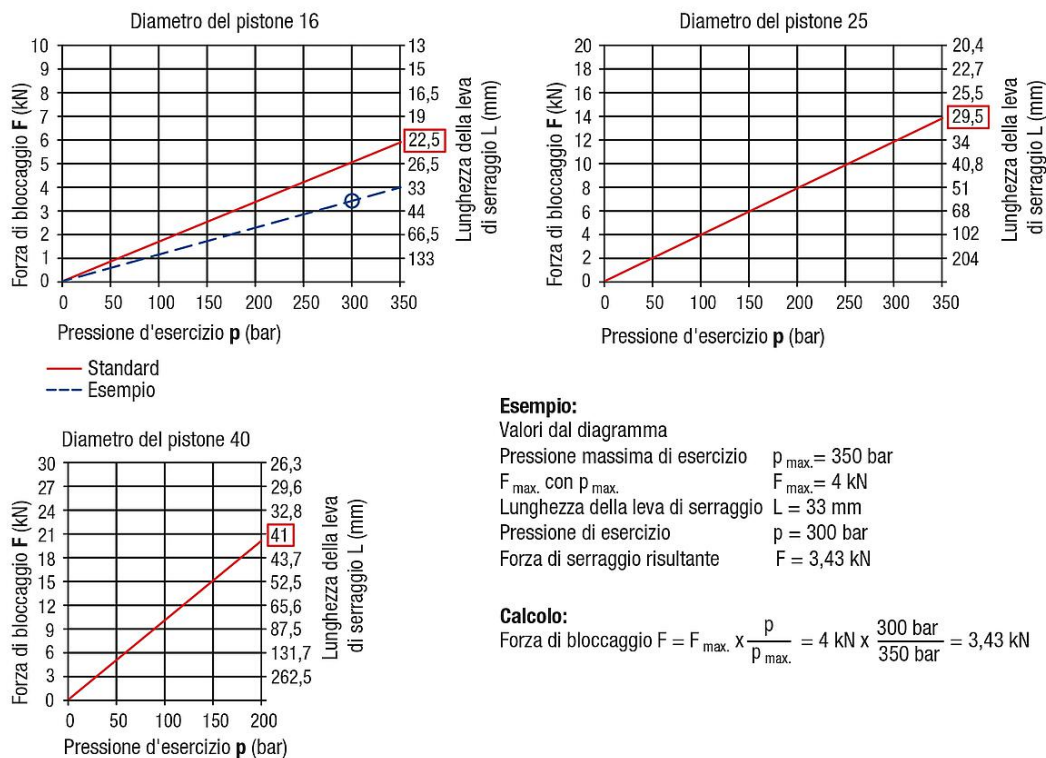 Diametro del pistone 16
Forza di bloccaggio F (kN)
10
9
8
7
6
5
4
3
2
1
0
13
15
16,5
19
22,5
26,5
33
44
66,5
133
Lunghezza della leva
di serraggio L (mm)
0 50 100 150 200 250 300 350
Pressione d'esercizio p (bar)
Standard
Esempio
Diametro del pistone 25
Forza di bloccaggio F (kN)
20
18
16
14
12
10
8
6
4
2
0
20,4
22,7
25,5
29,5
34
40,8
51
68
102
204
Lunghezza della leva
di serraggio L (mm)
0 50 100 150 200 250 300 350
Pressione d'esercizio p (bar)
Diametro del pistone 40
Forza di bloccaggio F (kN)
30
27
24
21
18
15
12
9
6
3
0
26,3
29,6
32,8
41
43,7
52,5
65,6
87,5
131,7
262,5
Lunghezza della leva
di serraggio L (mm)
0 50 100 150 200
Pressione d'esercizio p (bar)
Esempio:
Valori dal diagramma
Pressione massima di esercizio p max.= 350 bar
F max. con p max. F max.= 4 kN
Lunghezza della leva di serraggio L = 33 mm
Pressione di esercizio p = 300 bar
Forza di serraggio risultante F = 3,43 kN
Calcolo:
Forza di bloccaggio F = F max. x p / p max. = 4 kN x 300 bar / 350 bar = 3,43 kN